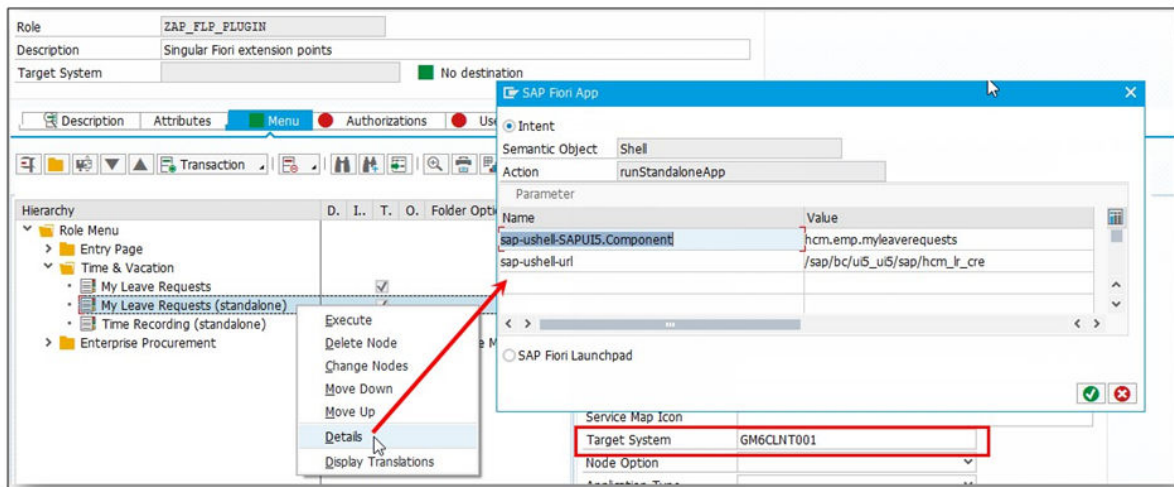 Role ZAP_FLP_PLUGIN
Description Singular Fiori extension points
Target System No destination
Description Attributes Menu Authorizations Use
Transaction
Hierarchy D. I.. T. O. Folder Opti
Role Menu
Entry Page
Time & Vacation
My Leave Requests
My Leave Requests (standalone)
Time Recording (standalone)
Enterprise Procurement
Execute
Delete Node
Change Nodes
Move Down
Move Up
Details
Display Translations
SAP Fiori App
Intent
Semantic Object Shell
Action runStandaloneApp
Parameter
Name Value
sap-ushell-SAPUI5.Component hcm.emp.myleaverequests
sap-ushell-url /sap/bc/ui5_ui5/sap/hcm_lr_cre
SAP Fiori Launchpad
Service Map Icon
Target System GM6CLNT001
Node Option